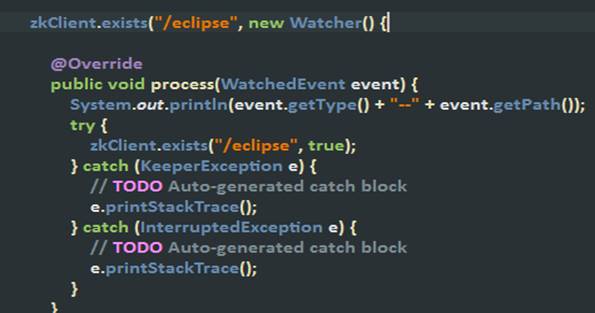 zkClient.exists("/eclipse", new Watcher() {
@Override
public void process(WatchedEvent event) {
System.out.println(event.getType() + "--" + event.getPath());
try {
zkClient.exists("/eclipse", true);
} catch (KeeperException e) {
// TODO Auto-generated catch block
e.printStackTrace();
} catch (InterruptedException e) {
// TODO Auto-generated catch block
e.printStackTrace();
}
}